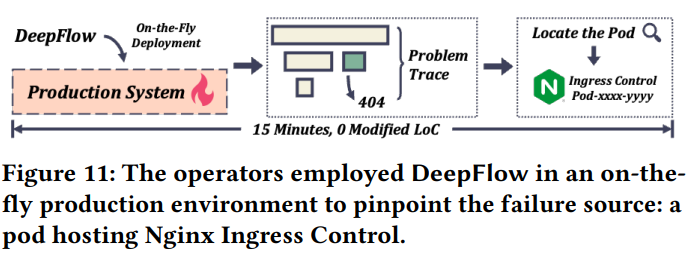 DeepFlow
On-the-Fly
Deployment
Production System
404
Problem
Trace
Locate the Pod
N
Ingress Control
Pod-xxxx-yyyy
15 Minutes, 0 Modified LoC
Figure 11: The operators employed DeepFlow in an on-the-
fly production environment to pinpoint the failure source: a
pod hosting Nginx Ingress Control.